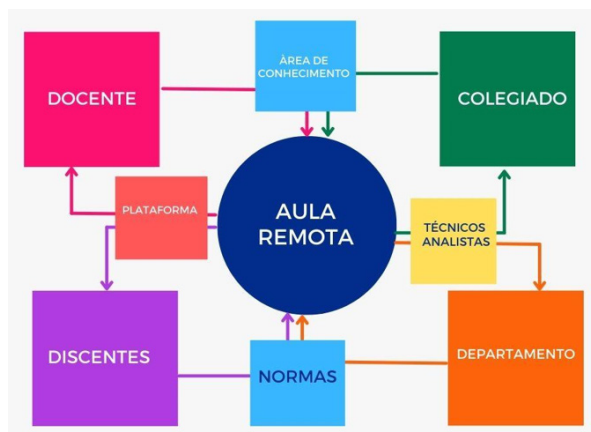 ÁREA DE
CONHECIMENTO
DOCENTE
COLEGIADO
PLATAFORMA
AULA
REMOTA
TÉCNICOS
ANALISTAS
DISCENTES
NORMAS
DEPARTAMENTO